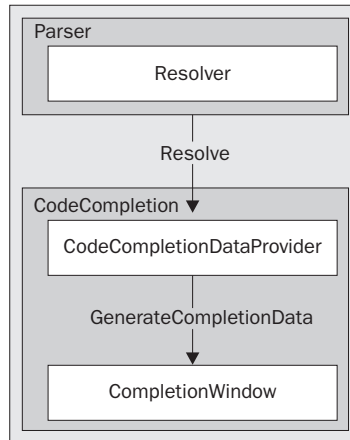 Parser
Resolver
Resolve
CodeCompletion
CodeCompletionDataProvider
GenerateCompletionData
CompletionWindow